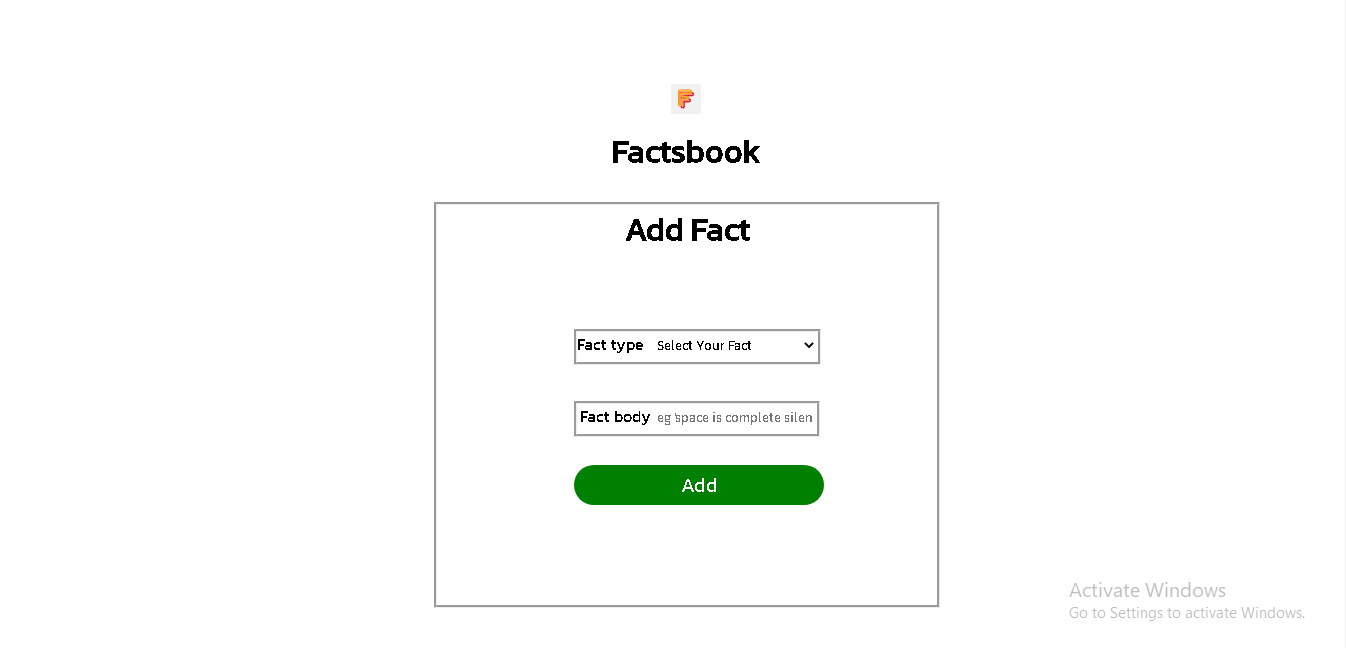 F
Factsbook
Add Fact
Fact type Select Your Fact
Fact body eg 'space is complete silen
Add
Activate Windows
Go to Settings to activate Windows.